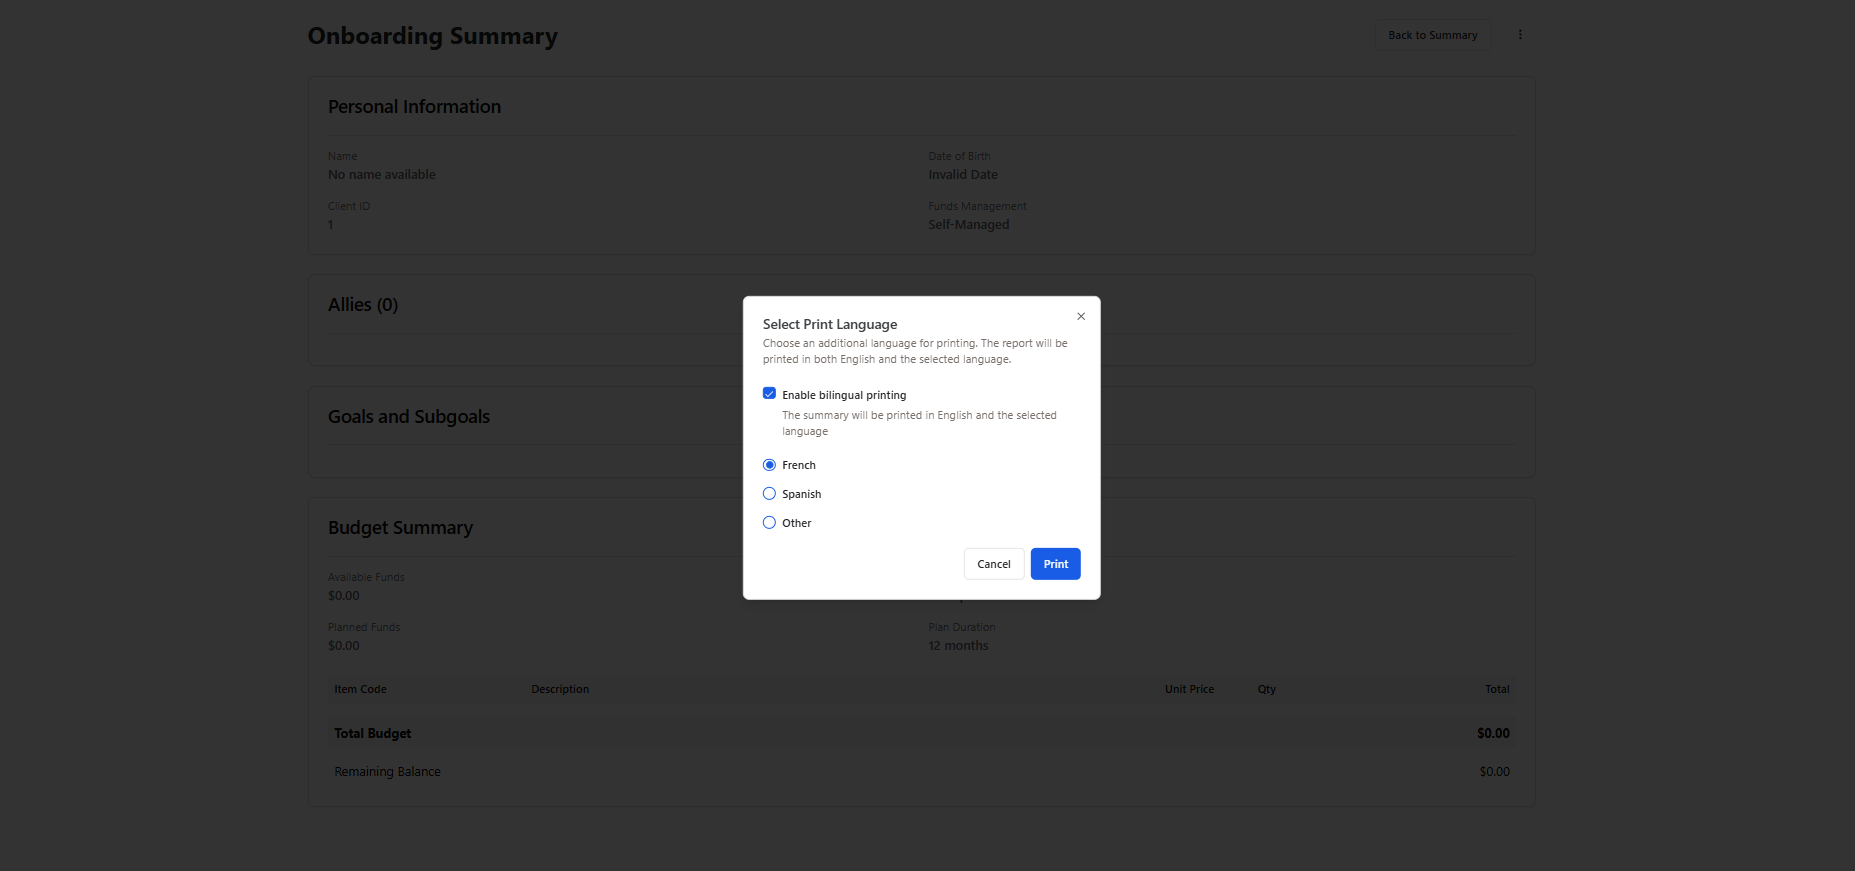 Onboarding Summary
Back to Summary
Personal Information
Name
No name available
Date of Birth
Invalid Date
Client ID
1
Funds Management
Self-Managed
Allies (0)
Goals and Subgoals
Select Print Language
Choose an additional language for printing. The report will be
printed in both English and the selected language.
Enable bilingual printing
The summary will be printed in English and the selected
language
French
Spanish
Other
Cancel
Print
Budget Summary
Available Funds
$0.00
Planned Funds
$0.00
Plan Duration
12 months
Item Code Description Unit Price Qty Total
Total Budget $0.00
Remaining Balance $0.00